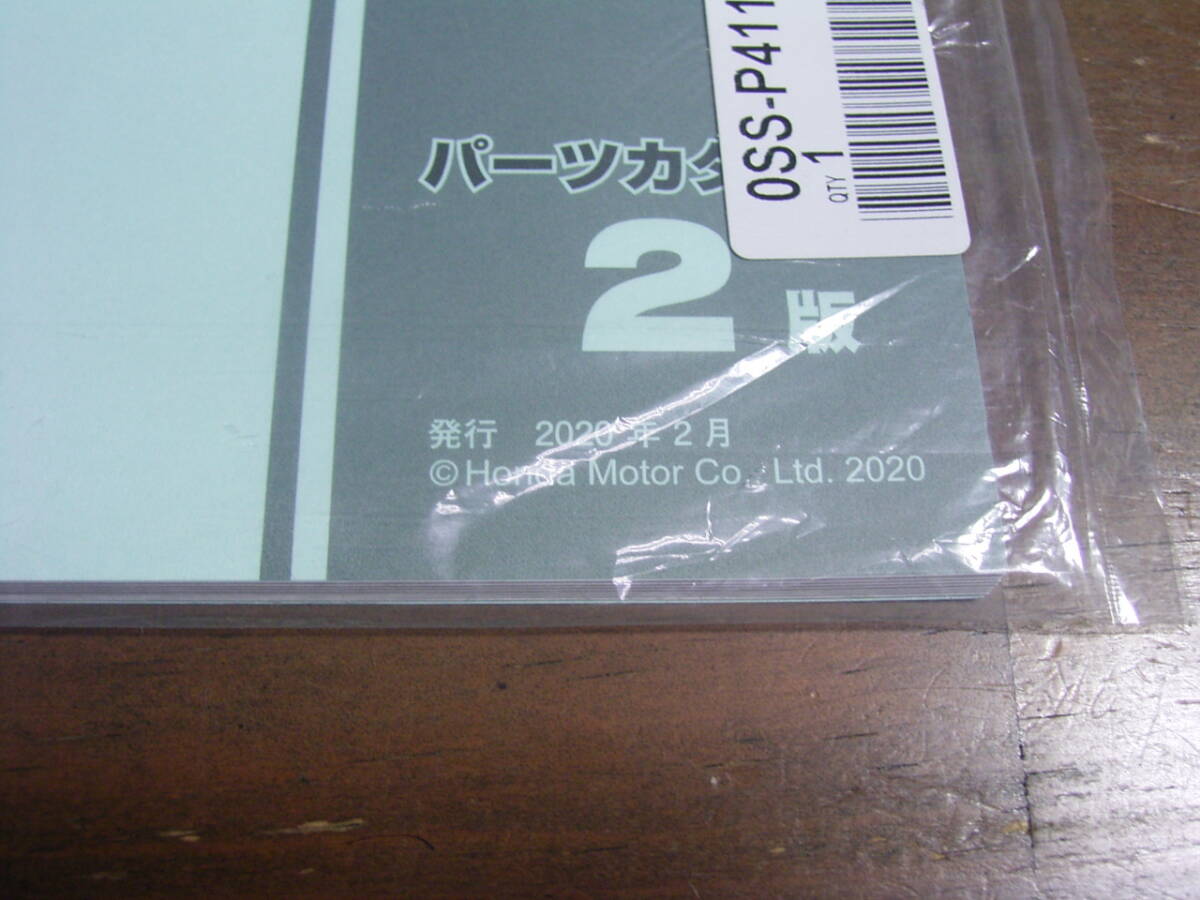 パーツカタ
2 版
発行 2020年2月
©Honda Motor Co., Ltd. 2020
0SS-P411
QTY 1